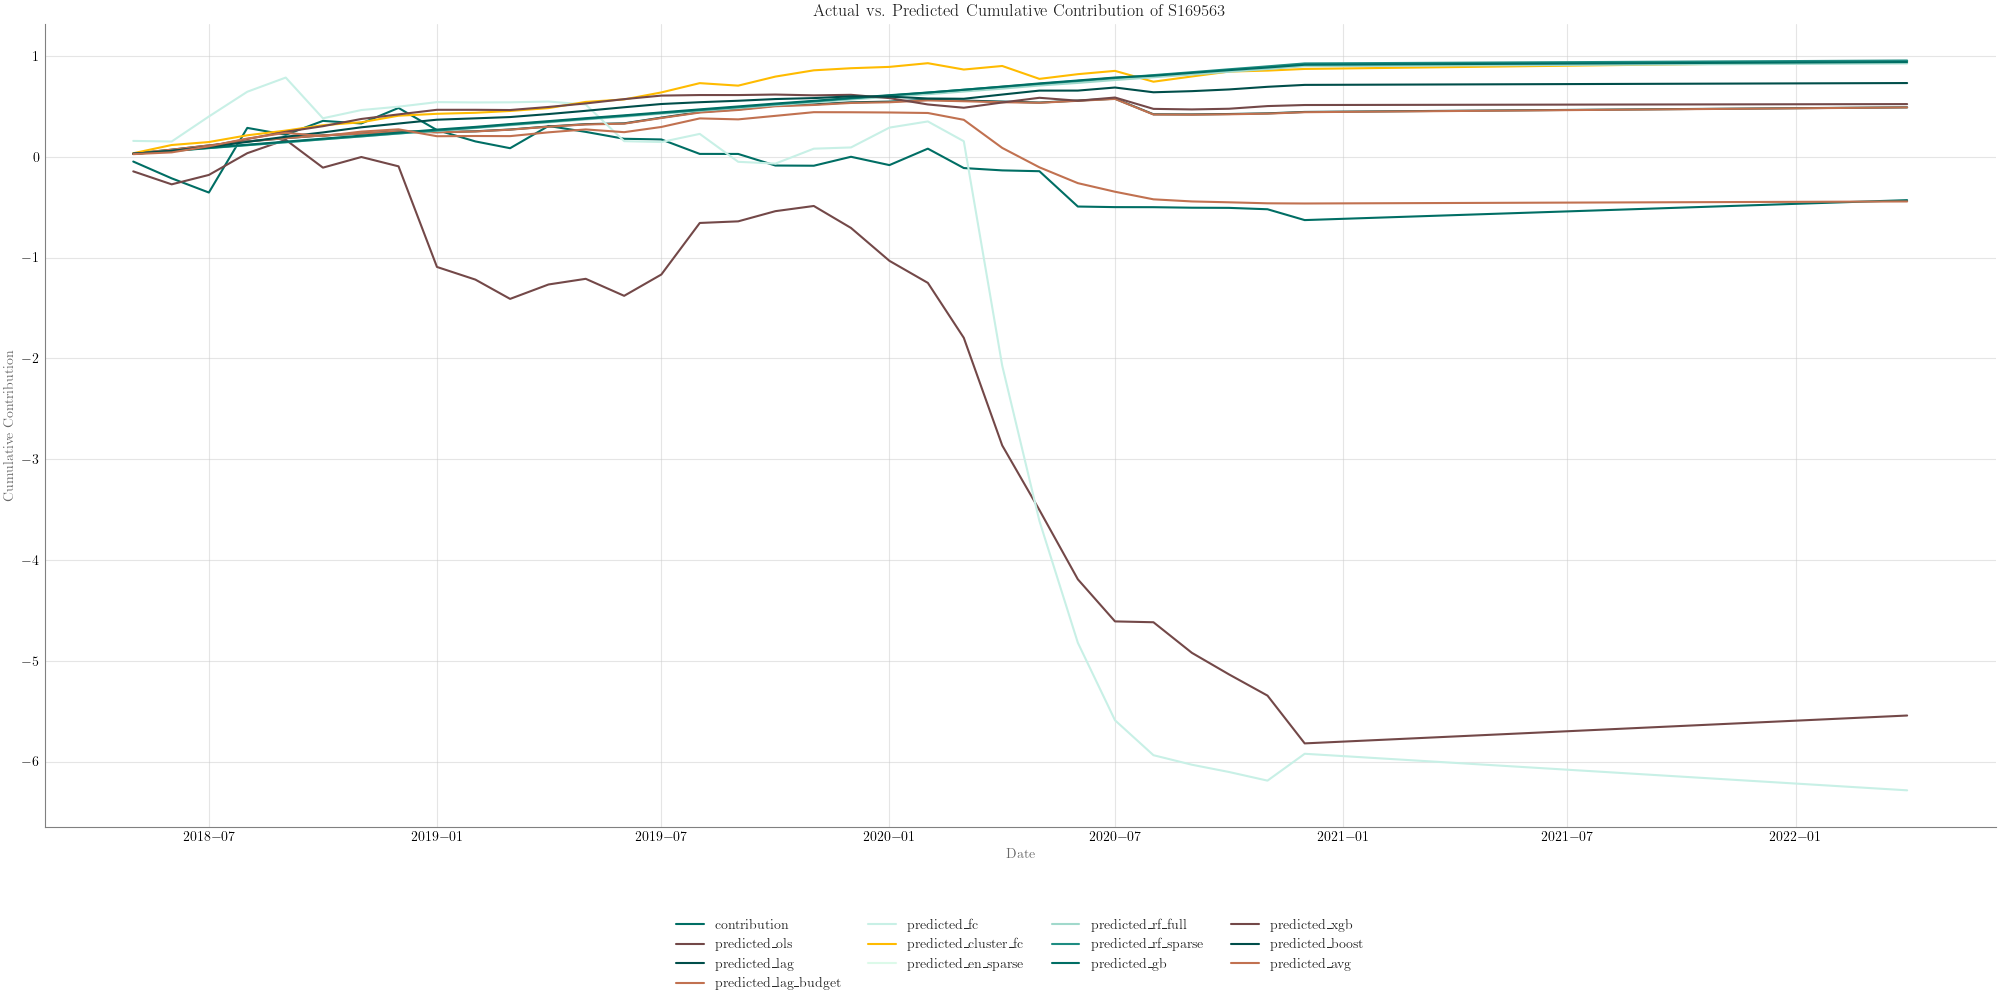 Actual vs. Predicted Cumulative Contribution of S169563
Cumulative Contribution
1
0
−1
−2
−3
−4
−5
−6
2018−07
2019−01
2019−07
2020−01
2020−07
2021−01
2021−07
2022−01
Date
contribution
predicted_ols
predicted_lag
predicted_lag_budget
predicted_fc
predicted_cluster_fc
predicted_en_sparse
predicted_rf_full
predicted_rf_sparse
predicted_gb
predicted_xgb
predicted_boost
predicted_avg